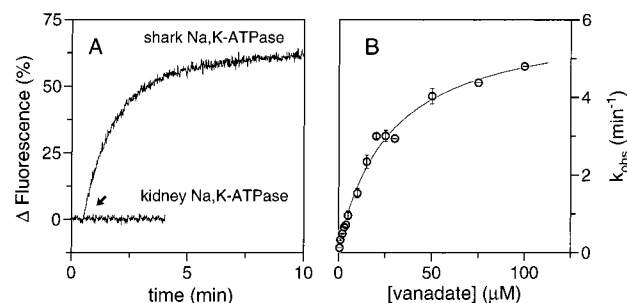 A
shark Na,K-ATPase
kidney Na,K-ATPase
Δ Fluorescence (%)
75
50
25
0
0
5
10
time (min)
B
6
4
2
0
k_obs (min⁻¹)
0
50
100
[vanadate] (μM)